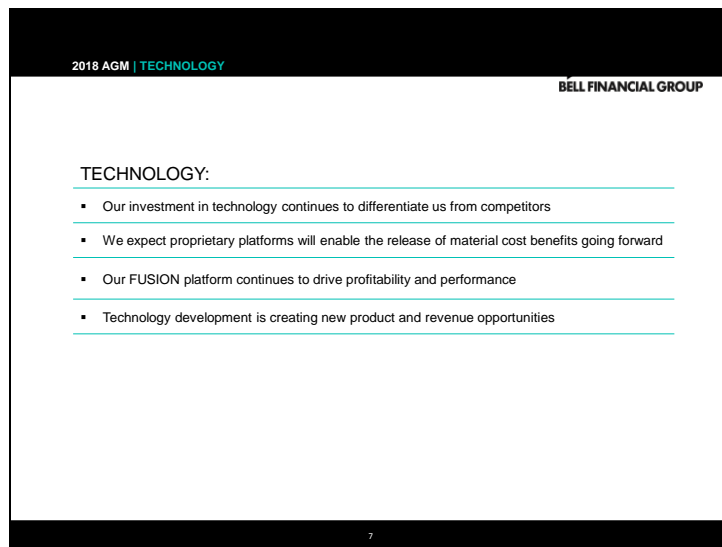 2018 AGM | TECHNOLOGY
BELL FINANCIAL GROUP
TECHNOLOGY:
▪ Our investment in technology continues to differentiate us from competitors
▪ We expect proprietary platforms will enable the release of material cost benefits going forward
▪ Our FUSION platform continues to drive profitability and performance
▪ Technology development is creating new product and revenue opportunities
7